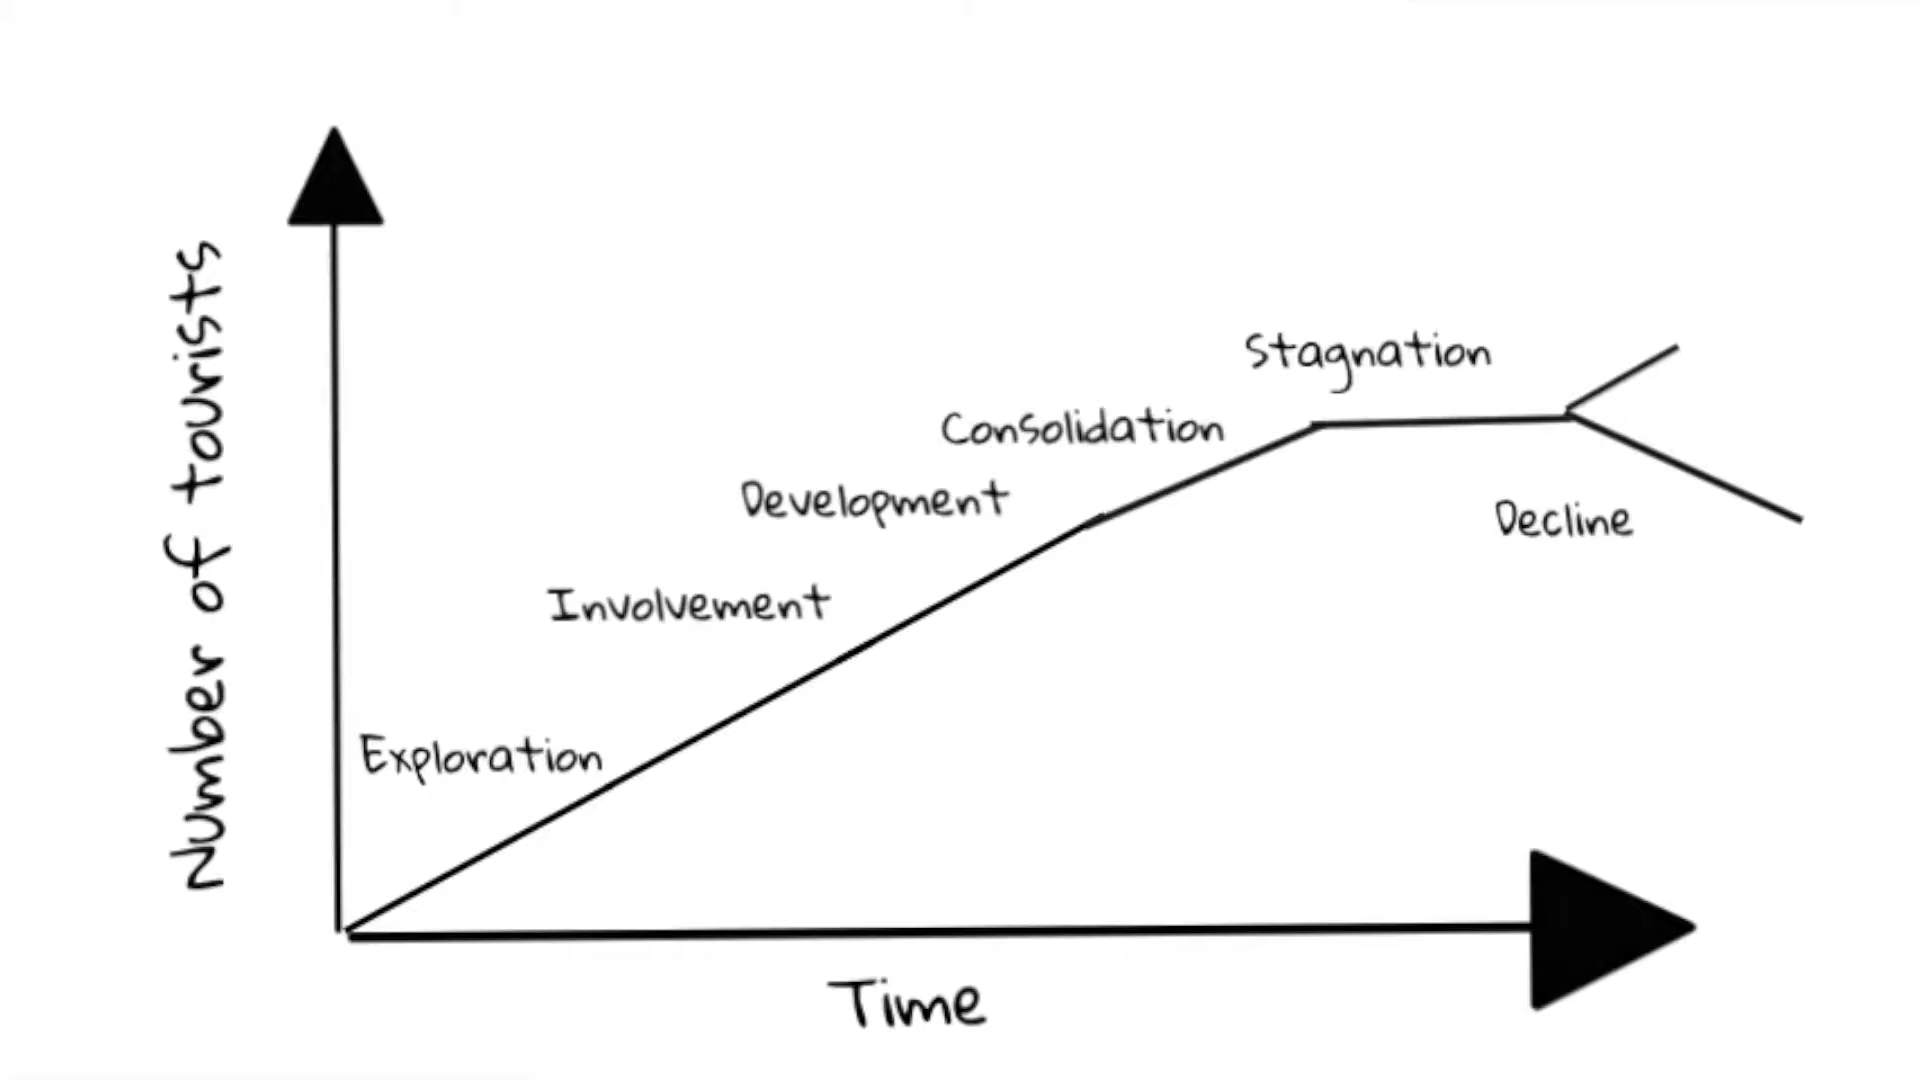 Number of tourists
Stagnation
Consolidation
Development
Decline
Involvement
Exploration
Time